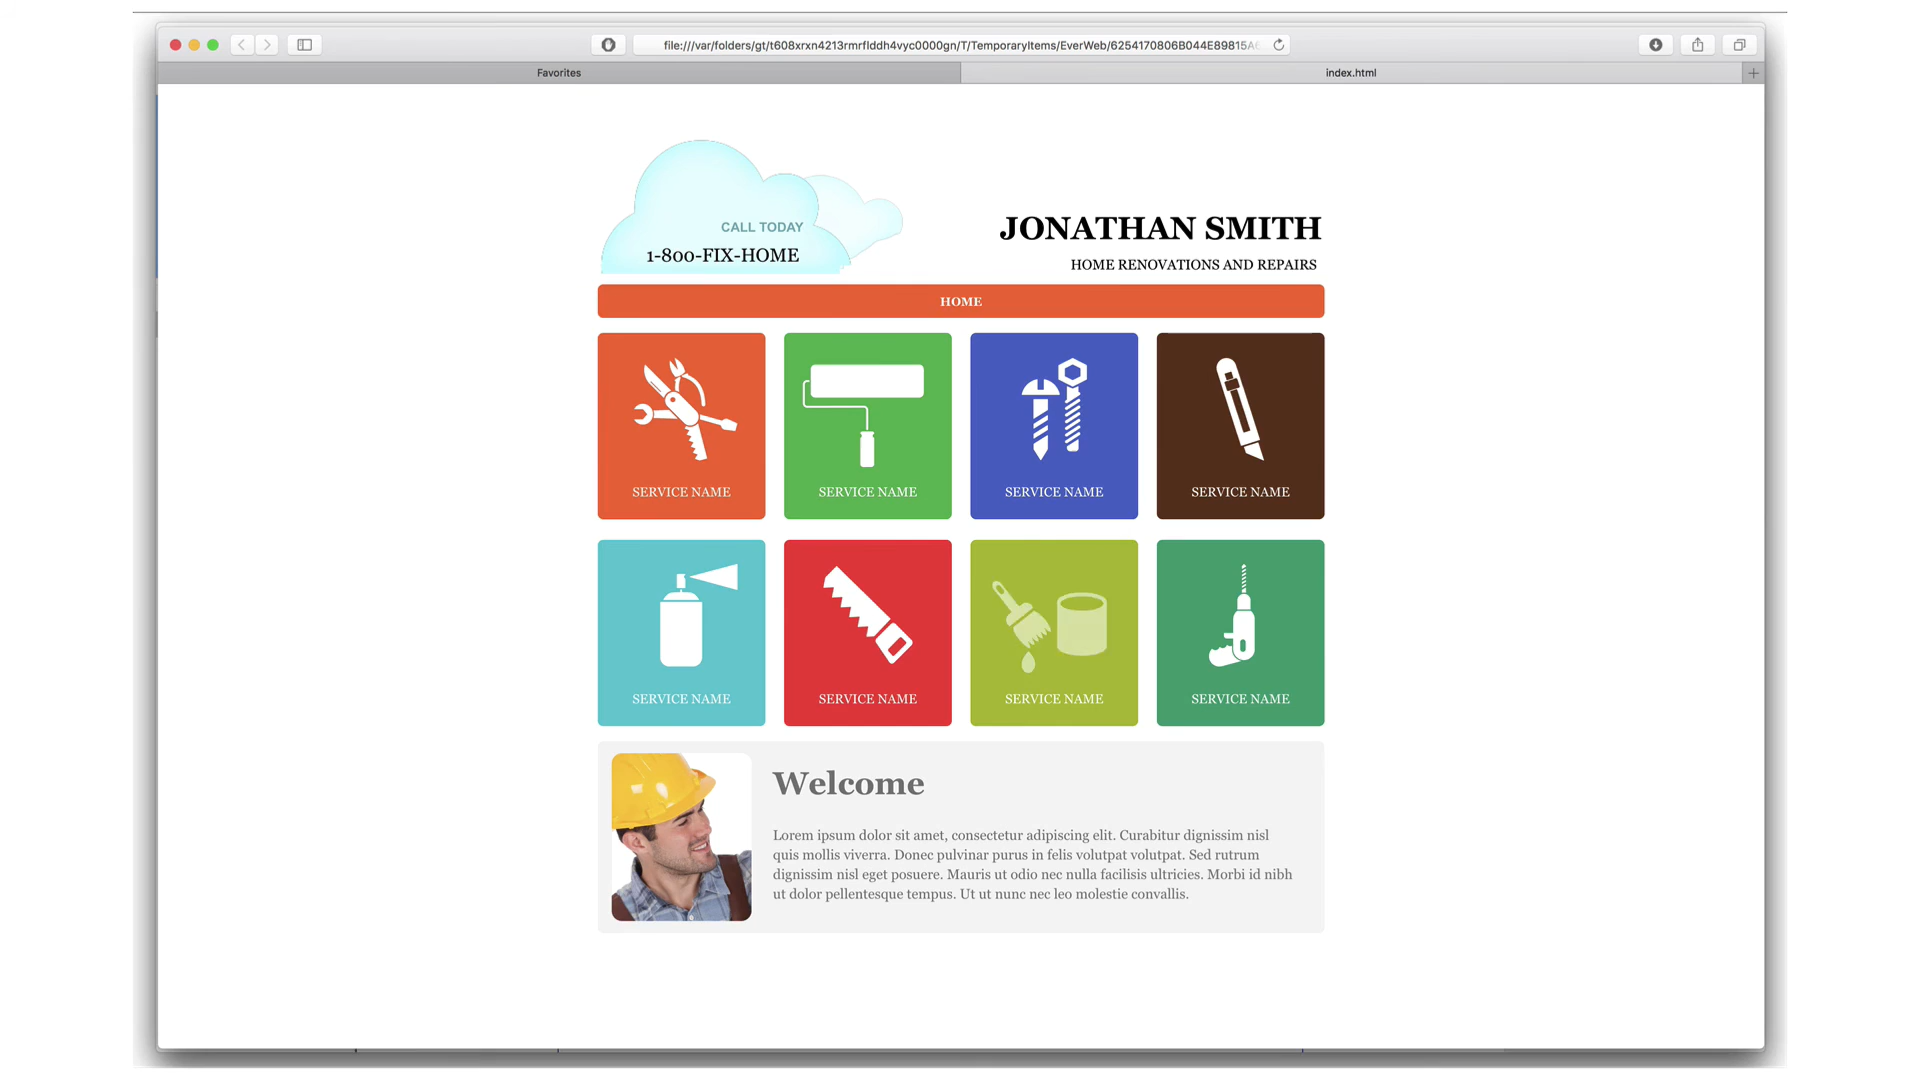 file:///var/folders/gt/t608xrxn4213rmrflddh4vyc0000gn/T/TemporaryItems/EverWeb/6254170806B044E89815A
Favorites
index.html
CALL TODAY
1-800-FIX-HOME
JONATHAN SMITH
HOME RENOVATIONS AND REPAIRS
HOME
SERVICE NAME
SERVICE NAME
SERVICE NAME
SERVICE NAME
SERVICE NAME
SERVICE NAME
SERVICE NAME
SERVICE NAME
Welcome
Lorem ipsum dolor sit amet, consectetur adipiscing elit. Curabitur dignissim nisl
quis mollis viverra. Donec pulvinar purus in felis volutpat volutpat. Sed rutrum
dignissim nisl eget posuere. Mauris ut odio nec nulla facilisis ultricies. Morbi id nibh
ut dolor pellentesque tempus. Ut ut nunc nec leo molestie convallis.